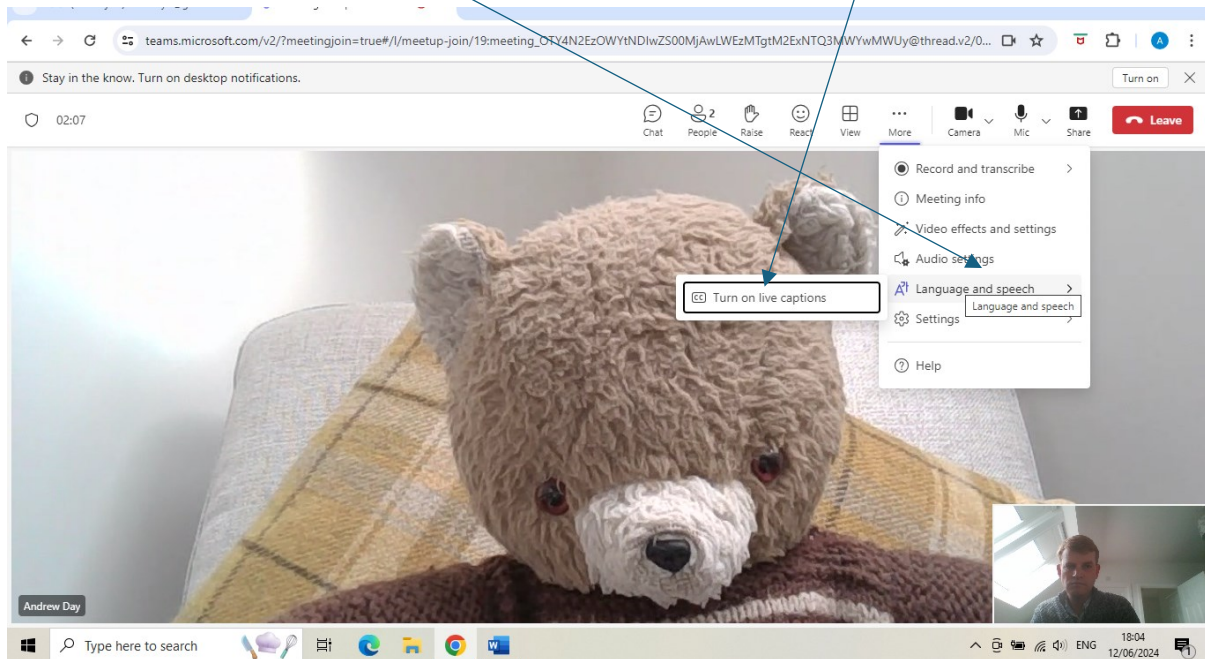 teams.microsoft.com/v2/?meetingjoin=true#/l/meetup-join/19:meeting_OTY4N2EzOWYtNDIwZS00MjAwLWEzMTgtM2ExNTQ3MWYwMWUy@thread.v2/0...
A
Stay in the know. Turn on desktop notifications.
Turn on
02:07
Chat
2
People
Raise
React
View
More
Camera
Mic
Share
Leave
Record and transcribe
Meeting info
Video effects and settings
Audio settings
Language and speech
CC Turn on live captions
Language and speech
Settings
Help
Andrew Day
Type here to search
W
ENG
18:04
12/06/2024
1